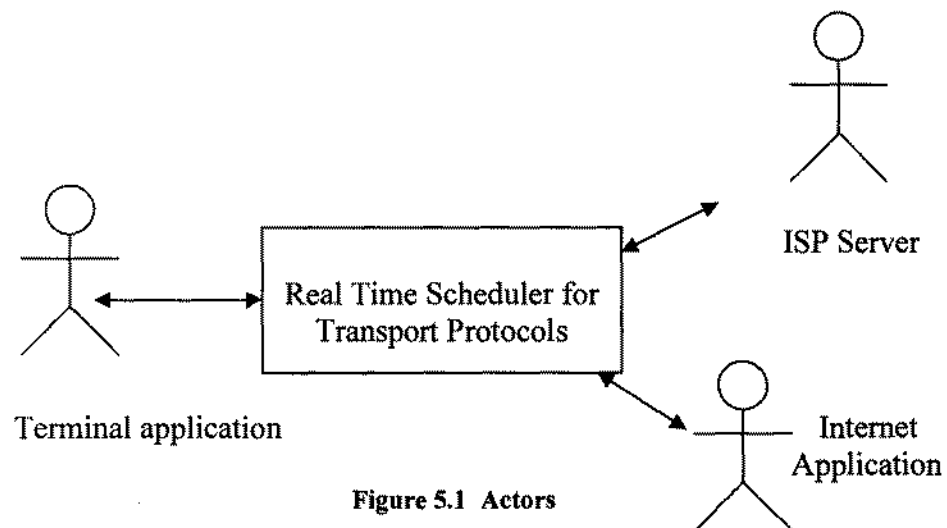 ISP Server
Real Time Scheduler for
Transport Protocols
Terminal application
Internet
Application
Figure 5.1 Actors